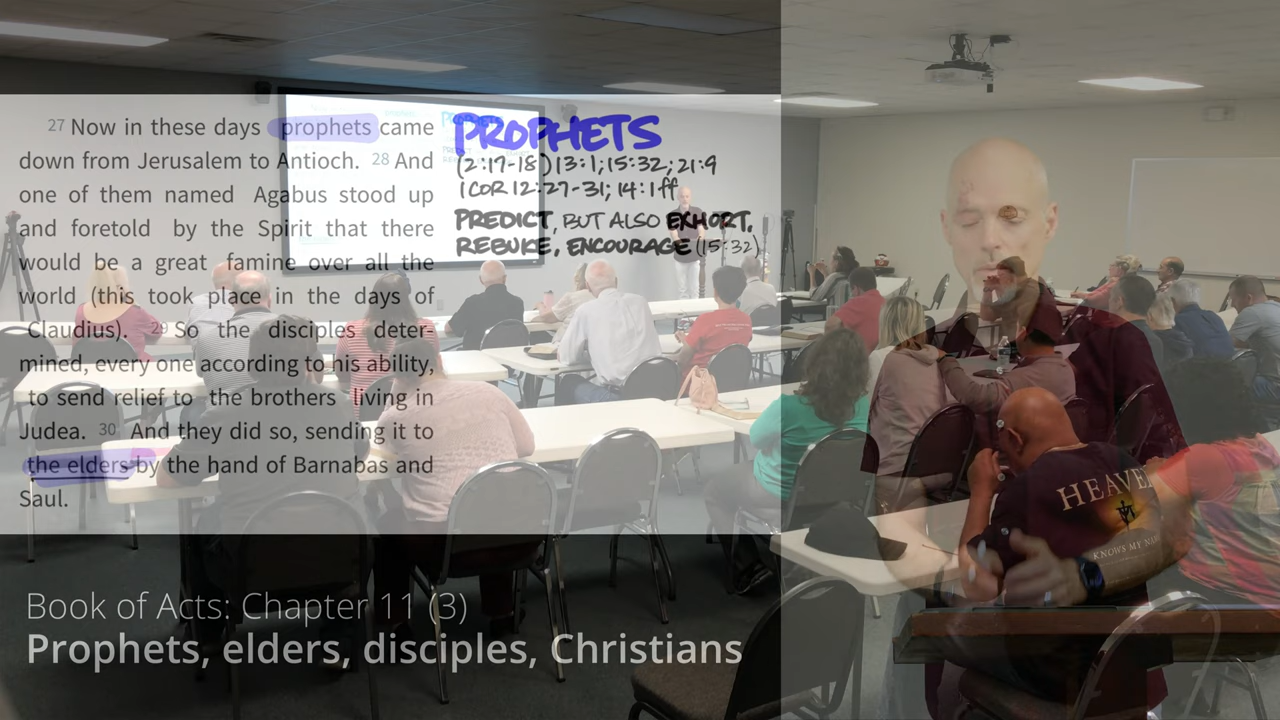 27 Now in these days prophets came
down from Jerusalem to Antioch. 28 And
one of them named Agabus stood up
and foretold by the Spirit that there
would be a great famine over all the
world (this took place in the days of
Claudius). 29 So the disciples deter-
mined, every one according to his ability,
to send relief to the brothers living in
Judea. 30 And they did so, sending it to
the elders by the hand of Barnabas and
Saul.
PROPHETS
(2:17-18) 13:1; 15:32; 21:9
1 COR 12:27-31; 14:1ff
PREDICT, BUT ALSO EXHORT,
REBUKE, ENCOURAGE (15:32)
HEAVEN
KNOWS MY NAME
Book of Acts: Chapter 11 (3)
Prophets, elders, disciples, Christians